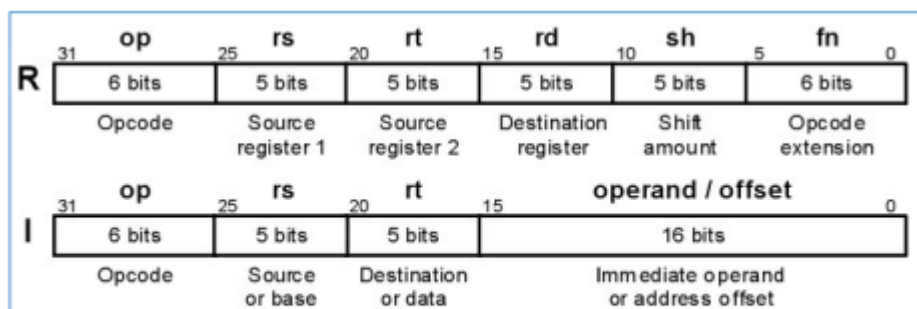 op rs rt rd sh fn
31 25 20 15 10 5 0
R 6 bits 5 bits 5 bits 5 bits 5 bits 6 bits
Opcode Source Source Destination Shift Opcode
register 1 register 2 register amount extension
op rs rt operand / offset
31 25 20 15 0
I 6 bits 5 bits 5 bits 16 bits
Opcode Source Destination Immediate operand
or base or data or address offset